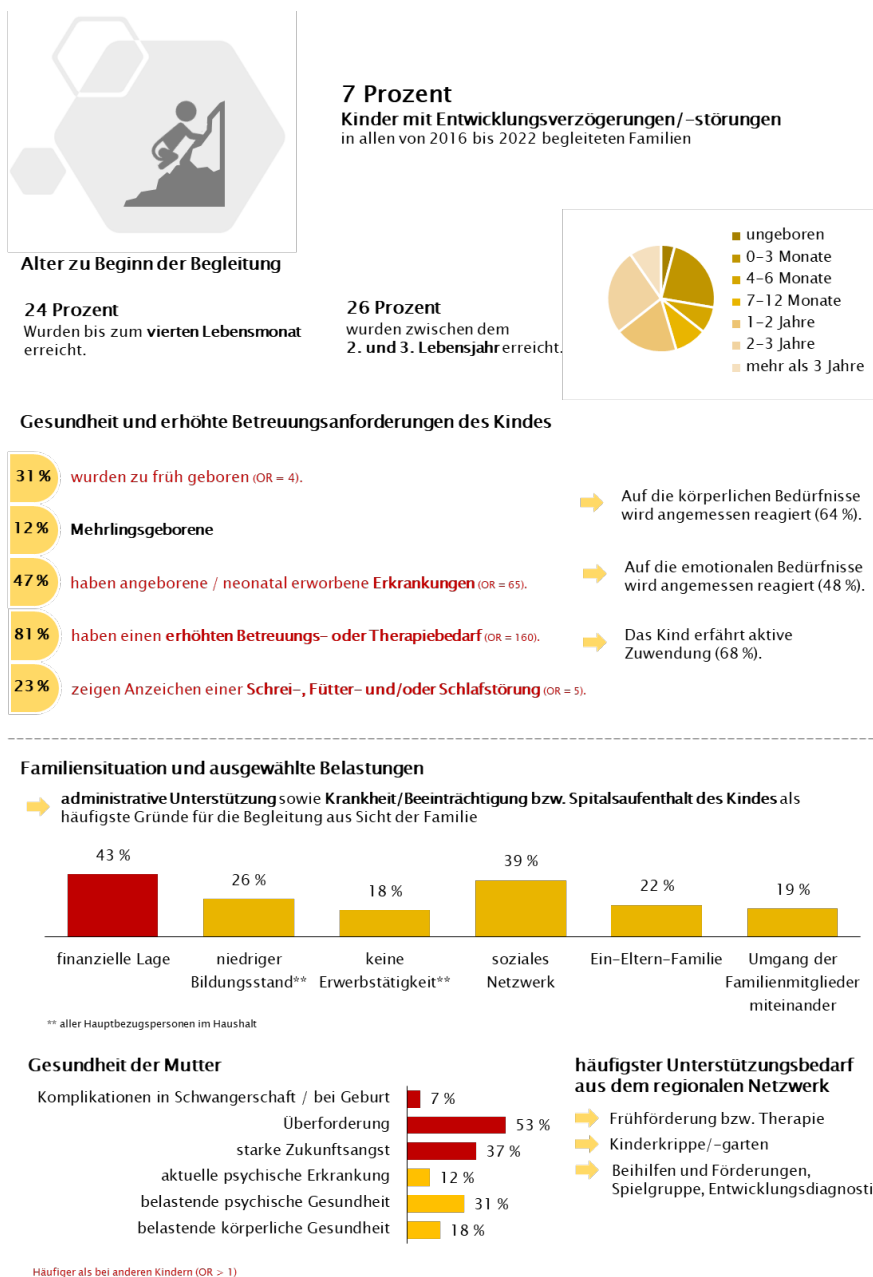 7 Prozent
Kinder mit Entwicklungsverzögerungen/-störungen
in allen von 2016 bis 2022 begleiteten Familien
Alter zu Beginn der Begleitung
24 Prozent
Wurden bis zum vierten Lebensmonat
erreicht.
26 Prozent
wurden zwischen dem
2. und 3. Lebensjahr erreicht.
ungeboren
0-3 Monate
4-6 Monate
7-12 Monate
1-2 Jahre
2-3 Jahre
mehr als 3 Jahre
Gesundheit und erhöhte Betreuungsanforderungen des Kindes
31 % wurden zu früh geboren (OR = 4).
12 % Mehrlingsgeborene
47 % haben angeborene / neonatal erworbene Erkrankungen (OR = 65).
81 % haben einen erhöhten Betreuungs- oder Therapiebedarf (OR = 160).
23 % zeigen Anzeichen einer Schrei-, Fütter- und/oder Schlafstörung (OR = 5).
Auf die körperlichen Bedürfnisse
wird angemessen reagiert (64 %).
Auf die emotionalen Bedürfnisse
wird angemessen reagiert (48 %).
Das Kind erfährt aktive
Zuwendung (68 %).
Familiensituation und ausgewählte Belastungen
administrative Unterstützung sowie Krankheit/Beeinträchtigung bzw. Spitalsaufenthalt des Kindes als
häufigste Gründe für die Begleitung aus Sicht der Familie
43 %
26 %
18 %
39 %
22 %
19 %
finanzielle Lage
niedriger
Bildungsstand**
keine
Erwerbstätigkeit**
soziales
Netzwerk
Ein-Eltern-Familie
Umgang der
Familienmitglieder
miteinander
** aller Hauptbezugspersonen im Haushalt
Gesundheit der Mutter
Komplikationen in Schwangerschaft / bei Geburt 7 %
Überforderung 53 %
starke Zukunftsangst 37 %
aktuelle psychische Erkrankung 12 %
belastende psychische Gesundheit 31 %
belastende körperliche Gesundheit 18 %
häufigster Unterstützungsbedarf
aus dem regionalen Netzwerk
Frühförderung bzw. Therapie
Kinderkrippe/-garten
Beihilfen und Förderungen,
Spielgruppe, Entwicklungsdiagnosti
Häufiger als bei anderen Kindern (OR > 1)